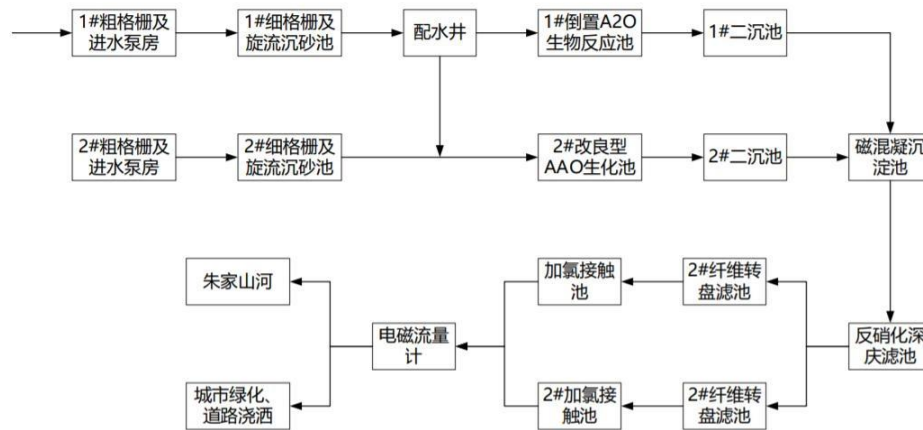 1#粗格栅及
进水泵房
1#细格栅及
旋流沉砂池
配水井
1#倒置A2O
生物反应池
1#二沉池
2#粗格栅及
进水泵房
2#细格栅及
旋流沉砂池
2#改良型
AAO生化池
2#二沉池
磁混凝沉
淀池
朱家山河
加氯接触
池
2#纤维转
盘滤池
电磁流量
计
反硝化深
庆滤池
城市绿化、
道路浇洒
2#加氯接
触池
2#纤维转
盘滤池